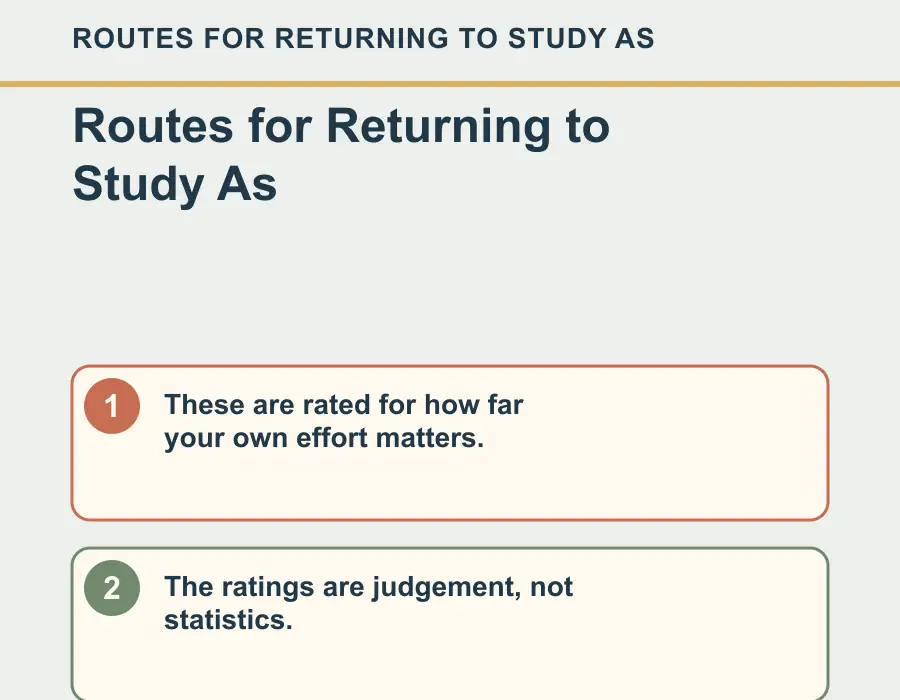 ROUTES FOR RETURNING TO STUDY AS
Routes for Returning to
Study As
1
These are rated for how far
your own effort matters.
2
The ratings are judgement, not
statistics.